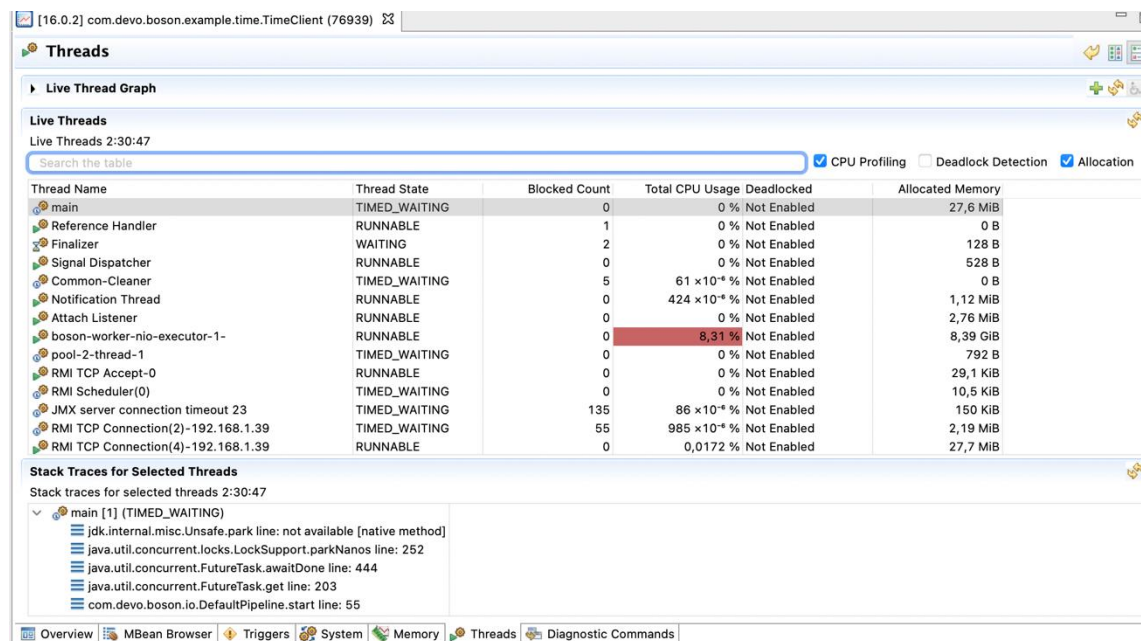 [16.0.2] com.devo.boson.example.time.TimeClient (76939)
Threads
Live Thread Graph
Live Threads
Live Threads 2:30:47
Search the table CPU Profiling Deadlock Detection Allocation
Thread Name Thread State Blocked Count Total CPU Usage Deadlocked Allocated Memory
main TIMED_WAITING 0 0 % Not Enabled 27,6 MiB
Reference Handler RUNNABLE 1 0 % Not Enabled 0 B
Finalizer WAITING 2 0 % Not Enabled 128 B
Signal Dispatcher RUNNABLE 0 0 % Not Enabled 528 B
Common-Cleaner TIMED_WAITING 5 61 ×10⁻⁶ % Not Enabled 0 B
Notification Thread RUNNABLE 0 424 ×10⁻⁶ % Not Enabled 1,12 MiB
Attach Listener RUNNABLE 0 0 % Not Enabled 2,76 MiB
boson-worker-nio-executor-1- RUNNABLE 0 8,31 % Not Enabled 8,39 GiB
pool-2-thread-1 TIMED_WAITING 0 0 % Not Enabled 792 B
RMI TCP Accept-0 RUNNABLE 0 0 % Not Enabled 29,1 KiB
RMI Scheduler(0) TIMED_WAITING 0 0 % Not Enabled 10,5 KiB
JMX server connection timeout 23 TIMED_WAITING 135 86 ×10⁻⁶ % Not Enabled 150 KiB
RMI TCP Connection(2)-192.168.1.39 TIMED_WAITING 55 985 ×10⁻⁶ % Not Enabled 2,19 MiB
RMI TCP Connection(4)-192.168.1.39 RUNNABLE 0 0,0172 % Not Enabled 27,7 MiB
Stack Traces for Selected Threads
Stack traces for selected threads 2:30:47
main [1] (TIMED_WAITING)
jdk.internal.misc.Unsafe.park line: not available [native method]
java.util.concurrent.locks.LockSupport.parkNanos line: 252
java.util.concurrent.FutureTask.awaitDone line: 444
java.util.concurrent.FutureTask.get line: 203
com.devo.boson.io.DefaultPipeline.start line: 55
Overview MBean Browser Triggers System Memory Threads Diagnostic Commands